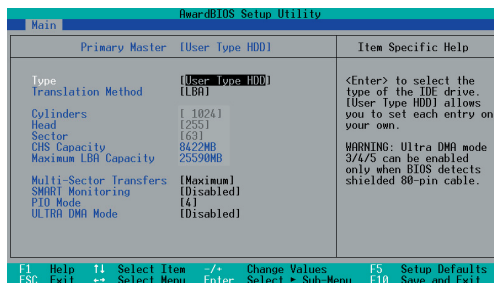 AwardBIOS Setup Utility
Main
Primary Master [User Type HDD]
Item Specific Help
Type [User Type HDD]
Translation Method [LBA]
Cylinders [ 1024]
Head [255]
Sector [63]
CHS Capacity 8422MB
Maximum LBA Capacity 25590MB
Multi-Sector Transfers [Maximum]
SMART Monitoring [Disabled]
PIO Mode [4]
ULTRA DMA Mode [Disabled]
<Enter> to select the
type of the IDE drive.
[User Type HDD] allows
you to set each entry on
your own.
WARNING: Ultra DMA mode
3/4/5 can be enabled
only when BIOS detects
shielded 80-pin cable.
F1 Help ↑↓ Select Item -/+ Change Values F5 Setup Defaults
ESC Exit ↔ Select Menu Enter Select ► Sub-Menu F10 Save and Exit